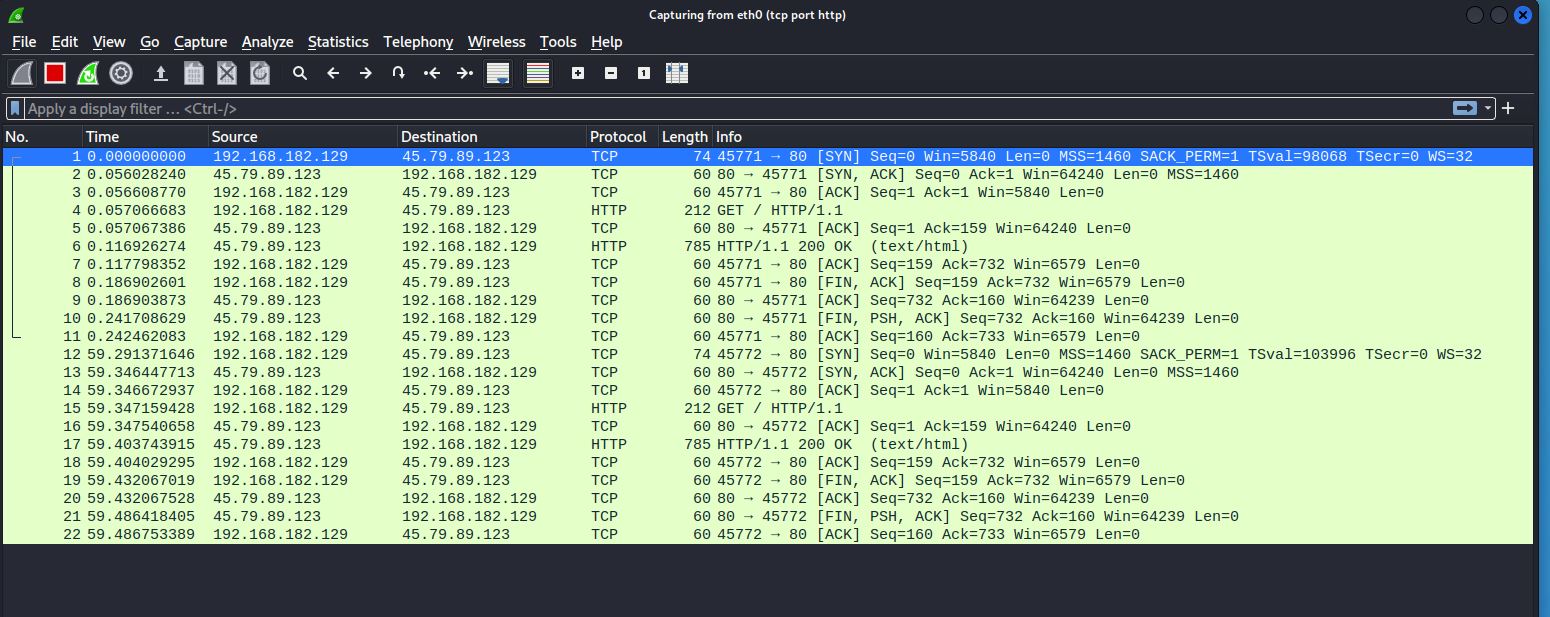 Capturing from eth0 (tcp port http)
File Edit View Go Capture Analyze Statistics Telephony Wireless Tools Help
Apply a display filter … <Ctrl-/>
No. Time Source Destination Protocol Length Info
1 0.000000000 192.168.182.129 45.79.89.123 TCP 74 45771 → 80 [SYN] Seq=0 Win=5840 Len=0 MSS=1460 SACK_PERM=1 TSval=98068 TSecr=0 WS=32
2 0.056028240 45.79.89.123 192.168.182.129 TCP 60 80 → 45771 [SYN, ACK] Seq=0 Ack=1 Win=64240 Len=0 MSS=1460
3 0.056608770 192.168.182.129 45.79.89.123 TCP 60 45771 → 80 [ACK] Seq=1 Ack=1 Win=5840 Len=0
4 0.057066683 192.168.182.129 45.79.89.123 HTTP 212 GET / HTTP/1.1
5 0.057067386 45.79.89.123 192.168.182.129 TCP 60 80 → 45771 [ACK] Seq=1 Ack=159 Win=64240 Len=0
6 0.116926274 45.79.89.123 192.168.182.129 HTTP 785 HTTP/1.1 200 OK (text/html)
7 0.117798352 192.168.182.129 45.79.89.123 TCP 60 45771 → 80 [ACK] Seq=159 Ack=732 Win=6579 Len=0
8 0.186902601 192.168.182.129 45.79.89.123 TCP 60 45771 → 80 [FIN, ACK] Seq=159 Ack=732 Win=6579 Len=0
9 0.186903873 45.79.89.123 192.168.182.129 TCP 60 80 → 45771 [ACK] Seq=732 Ack=160 Win=64239 Len=0
10 0.241708629 45.79.89.123 192.168.182.129 TCP 60 80 → 45771 [FIN, PSH, ACK] Seq=732 Ack=160 Win=64239 Len=0
11 0.242462083 192.168.182.129 45.79.89.123 TCP 60 45771 → 80 [ACK] Seq=160 Ack=733 Win=6579 Len=0
12 59.291371646 192.168.182.129 45.79.89.123 TCP 74 45772 → 80 [SYN] Seq=0 Win=5840 Len=0 MSS=1460 SACK_PERM=1 TSval=103996 TSecr=0 WS=32
13 59.346447713 45.79.89.123 192.168.182.129 TCP 60 80 → 45772 [SYN, ACK] Seq=0 Ack=1 Win=64240 Len=0 MSS=1460
14 59.346672937 192.168.182.129 45.79.89.123 TCP 60 45772 → 80 [ACK] Seq=1 Ack=1 Win=5840 Len=0
15 59.347159428 192.168.182.129 45.79.89.123 HTTP 212 GET / HTTP/1.1
16 59.347540658 45.79.89.123 192.168.182.129 TCP 60 80 → 45772 [ACK] Seq=1 Ack=159 Win=64240 Len=0
17 59.403743915 45.79.89.123 192.168.182.129 HTTP 785 HTTP/1.1 200 OK (text/html)
18 59.404029295 192.168.182.129 45.79.89.123 TCP 60 45772 → 80 [ACK] Seq=159 Ack=732 Win=6579 Len=0
19 59.432067019 192.168.182.129 45.79.89.123 TCP 60 45772 → 80 [FIN, ACK] Seq=159 Ack=732 Win=6579 Len=0
20 59.432067528 45.79.89.123 192.168.182.129 TCP 60 80 → 45772 [ACK] Seq=732 Ack=160 Win=64239 Len=0
21 59.486418405 45.79.89.123 192.168.182.129 TCP 60 80 → 45772 [FIN, PSH, ACK] Seq=732 Ack=160 Win=64239 Len=0
22 59.486753389 192.168.182.129 45.79.89.123 TCP 60 45772 → 80 [ACK] Seq=160 Ack=733 Win=6579 Len=0